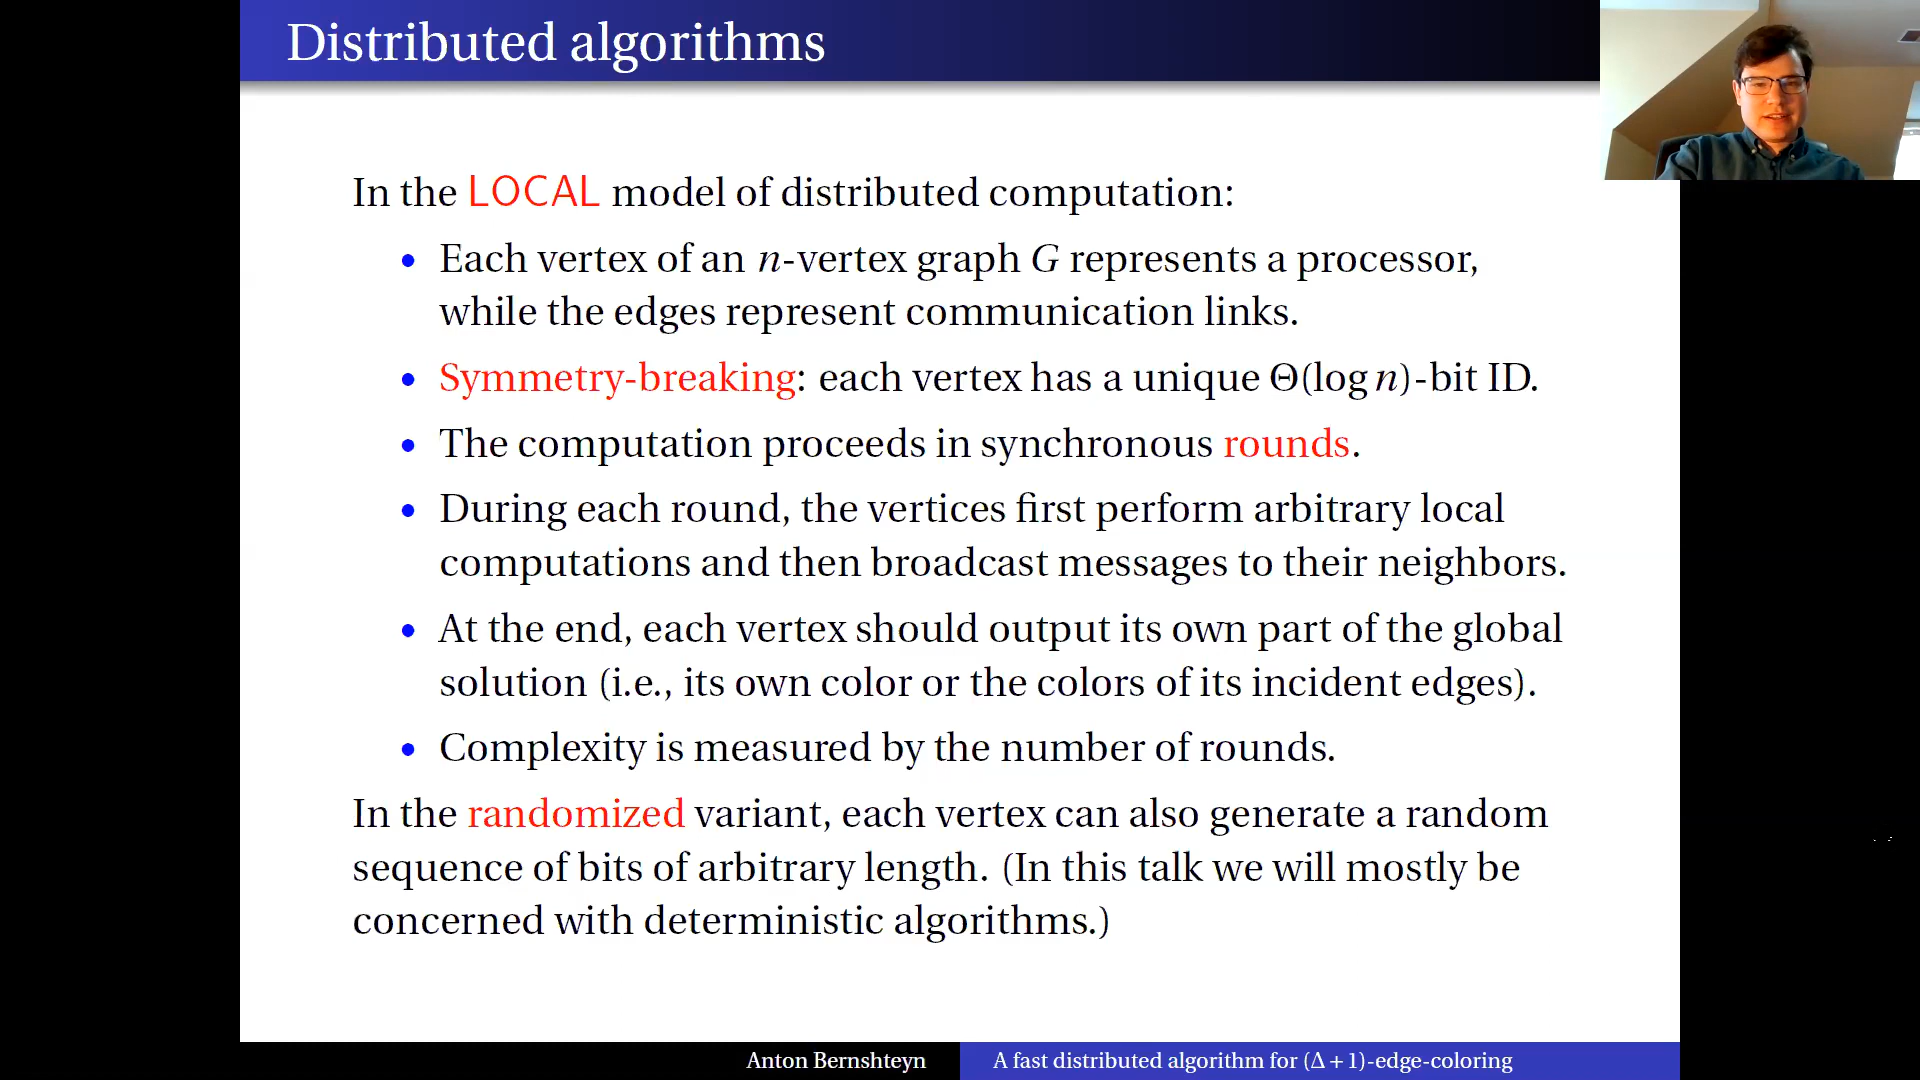 Distributed algorithms
In the LOCAL model of distributed computation:
• Each vertex of an n-vertex graph G represents a processor,
while the edges represent communication links.
• Symmetry-breaking: each vertex has a unique Θ(log n)-bit ID.
• The computation proceeds in synchronous rounds.
• During each round, the vertices first perform arbitrary local
computations and then broadcast messages to their neighbors.
• At the end, each vertex should output its own part of the global
solution (i.e., its own color or the colors of its incident edges).
• Complexity is measured by the number of rounds.
In the randomized variant, each vertex can also generate a random
sequence of bits of arbitrary length. (In this talk we will mostly be
concerned with deterministic algorithms.)
Anton Bernshteyn
A fast distributed algorithm for (Δ + 1)-edge-coloring